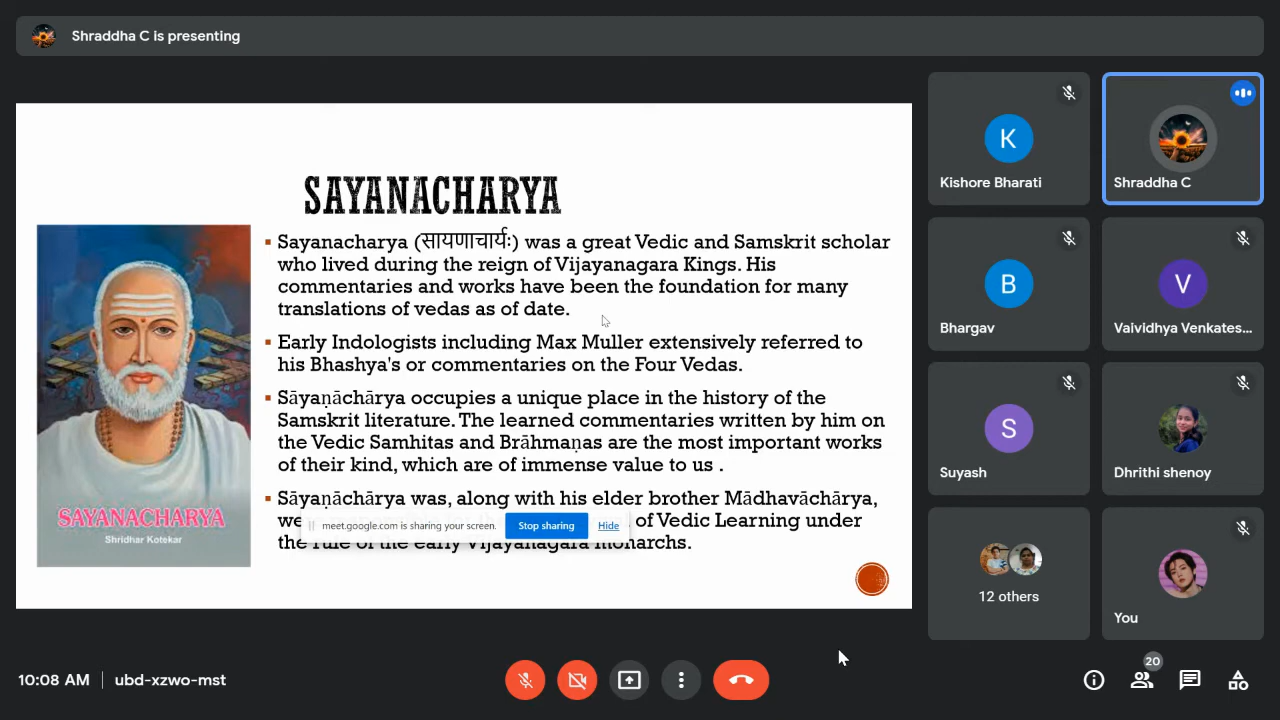 Shraddha C is presenting
SAYANACHARYA
Sayanacharya (सायणाचार्यः) was a great Vedic and Samskrit scholar
who lived during the reign of Vijayanagara Kings. His
commentaries and works have been the foundation for many
translations of vedas as of date.
Early Indologists including Max Muller extensively referred to
his Bhashya's or commentaries on the Four Vedas.
Sāyaṇāchārya occupies a unique place in the history of the
Samskrit literature. The learned commentaries written by him on
the Vedic Samhitas and Brāhmaṇas are the most important works
of their kind, which are of immense value to us .
Sāyaṇāchārya was, along with his elder brother Mādhavāchārya,
of Vedic Learning under
the rule of the early Vijayanagara monarchs.
SAYANACHARYA
Shridhar Kotekar
meet.google.com is sharing your screen.
Stop sharing
Hide
K
Kishore Bharati
Shraddha C
B
Bhargav
V
Vaividhya Venkates...
S
Suyash
Dhrithi shenoy
12 others
You
10:08 AM
ubd-xzwo-mst
20